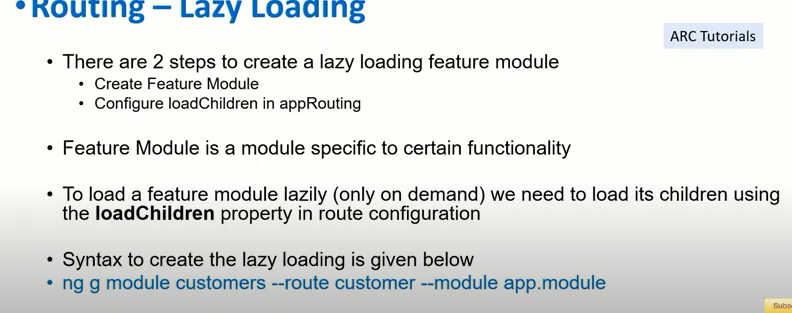 • Routing – Lazy Loading
ARC Tutorials
• There are 2 steps to create a lazy loading feature module
• Create Feature Module
• Configure loadChildren in appRouting
• Feature Module is a module specific to certain functionality
• To load a feature module lazily (only on demand) we need to load its children using
the loadChildren property in route configuration
• Syntax to create the lazy loading is given below
• ng g module customers --route customer --module app.module